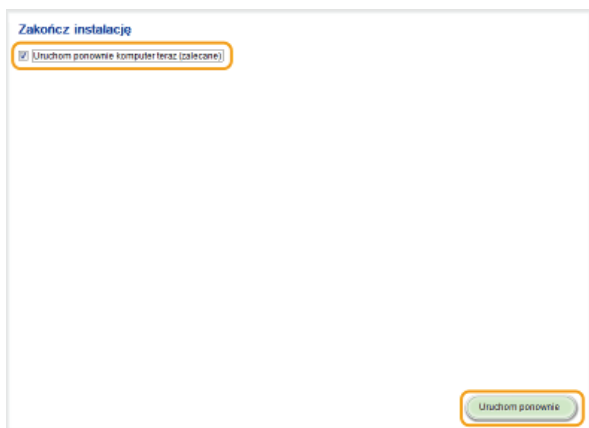 Zakończ instalację
Uruchom ponownie komputer teraz (zalecane)
Uruchom ponownie